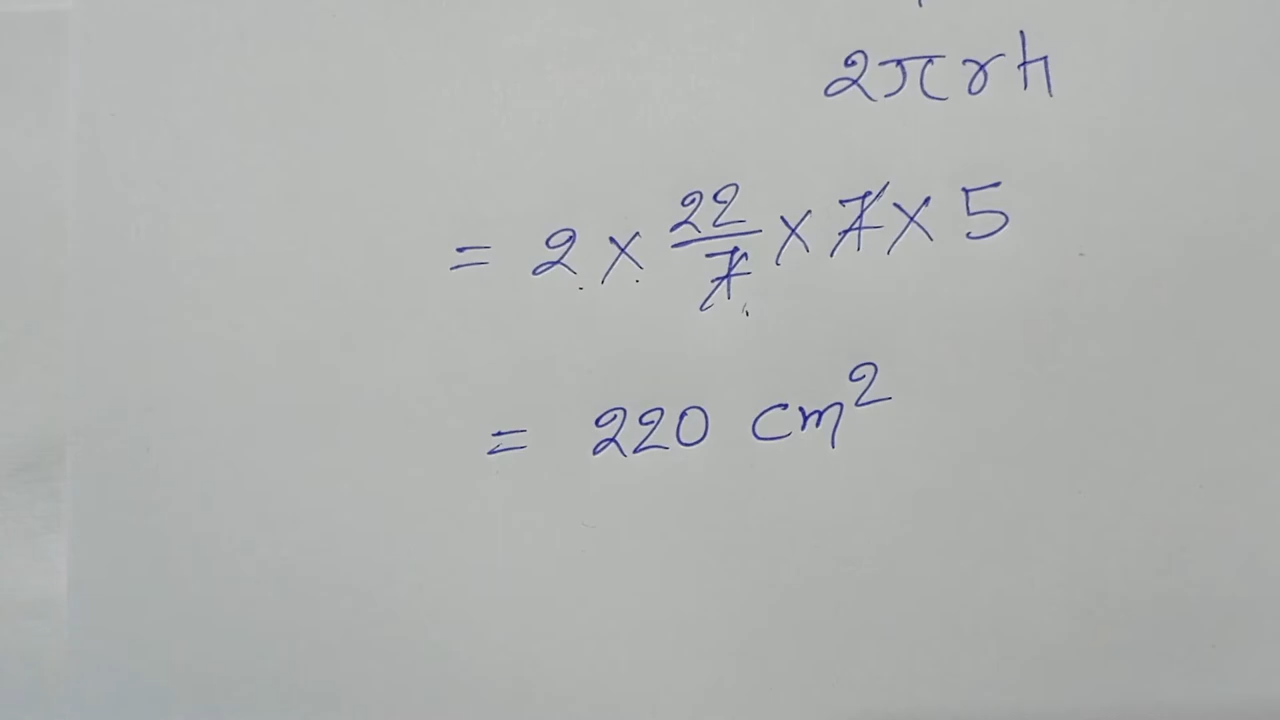 2πrh
= 2 × 22/7 × 7 × 5
= 220 cm²